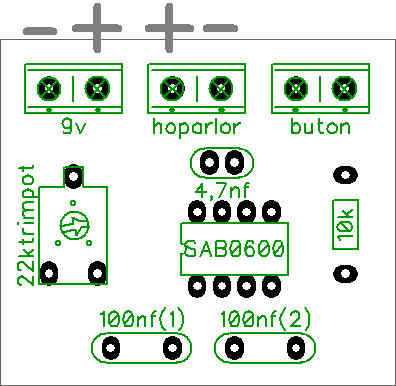 - + + -
9v hoparlor buton
4,7nf
22ktrimpot
SAB0600
10k
100nf(1) 100nf(2)